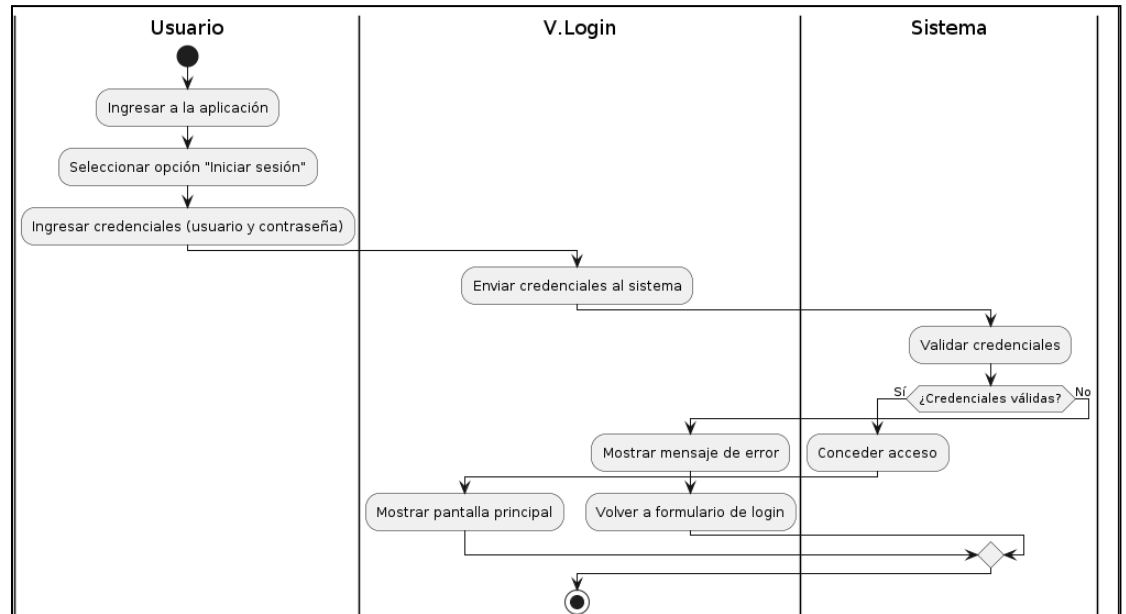 Usuario
V.Login
Sistema
Ingresar a la aplicación
Seleccionar opción "Iniciar sesión"
Ingresar credenciales (usuario y contraseña)
Enviar credenciales al sistema
Validar credenciales
Sí
¿Credenciales válidas?
No
Mostrar mensaje de error
Conceder acceso
Mostrar pantalla principal
Volver a formulario de login